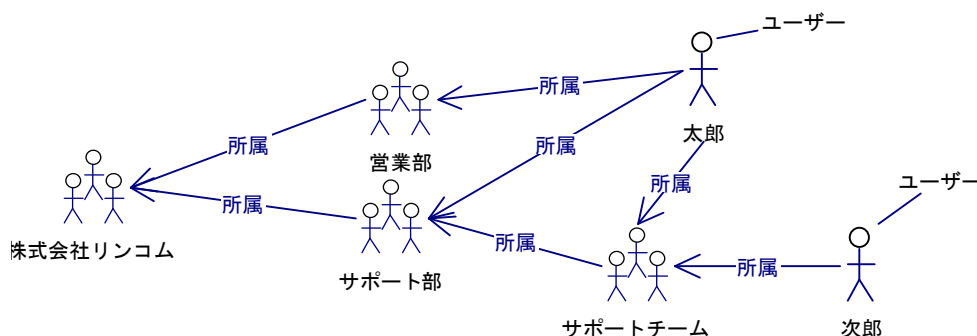 ユーザー
所属
所属
所属
太郎
営業部
所属
所属
ユーザー
所属
株式会社リンコム
サポート部
所属
所属
サポートチーム
次郎